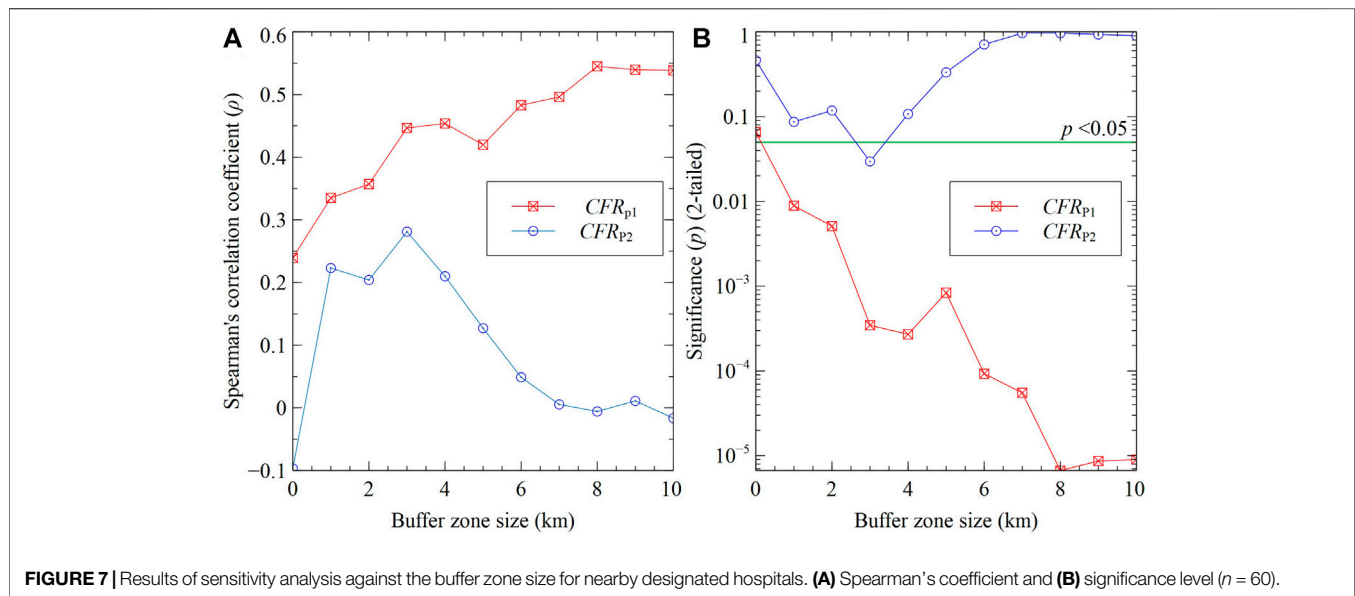 A
0.6
0.5
0.4
0.3
0.2
0.1
0
−0.1
Spearman's correlation coefficient (ρ)
0 2 4 6 8 10
Buffer zone size (km)
CFRp1
CFRP2
B
1
0.1
0.01
10⁻³
10⁻⁴
10⁻⁵
Significance (p) (2-tailed)
p <0.05
0 2 4 6 8 10
Buffer zone size (km)
CFRP1
CFRP2
FIGURE 7 | Results of sensitivity analysis against the buffer zone size for nearby designated hospitals. (A) Spearman's coefficient and (B) significance level (n = 60).